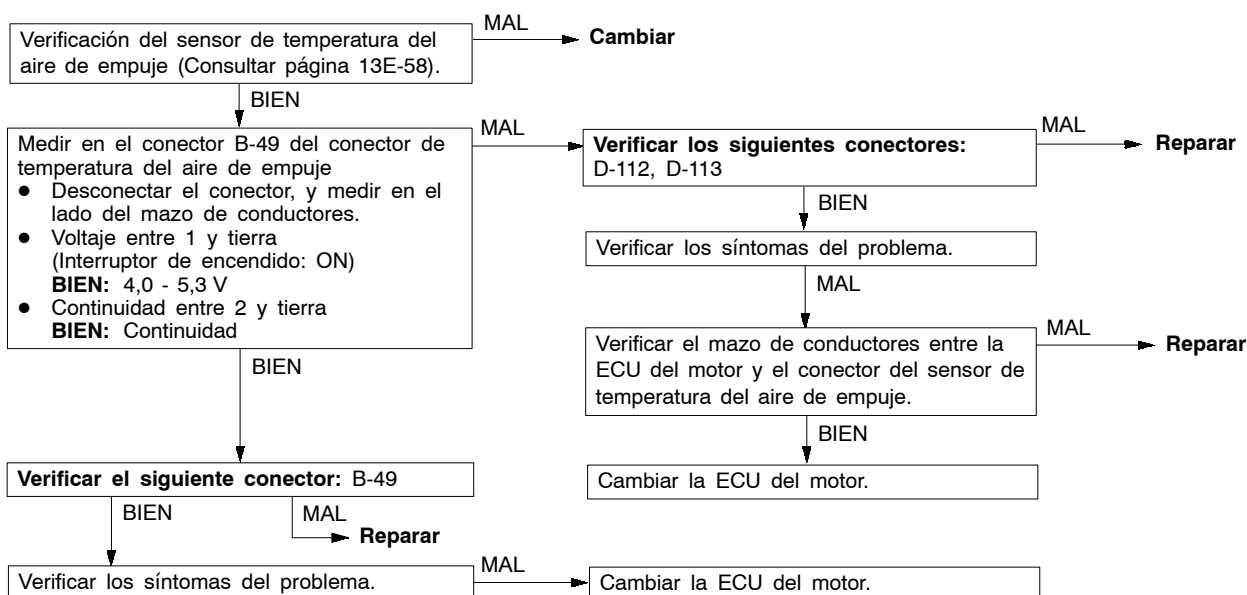 Verificación del sensor de temperatura del
aire de empuje (Consultar página 13E-58).
MAL
Cambiar
BIEN
Medir en el conector B-49 del conector de
temperatura del aire de empuje
● Desconectar el conector, y medir en el
lado del mazo de conductores.
● Voltaje entre 1 y tierra
(Interruptor de encendido: ON)
BIEN: 4,0 - 5,3 V
● Continuidad entre 2 y tierra
BIEN: Continuidad
MAL
Verificar los siguientes conectores:
D-112, D-113
MAL
Reparar
BIEN
Verificar los síntomas del problema.
MAL
Verificar el mazo de conductores entre la
ECU del motor y el conector del sensor de
temperatura del aire de empuje.
MAL
Reparar
BIEN
Cambiar la ECU del motor.
BIEN
Verificar el siguiente conector: B-49
BIEN
MAL
Reparar
Verificar los síntomas del problema.
MAL
Cambiar la ECU del motor.